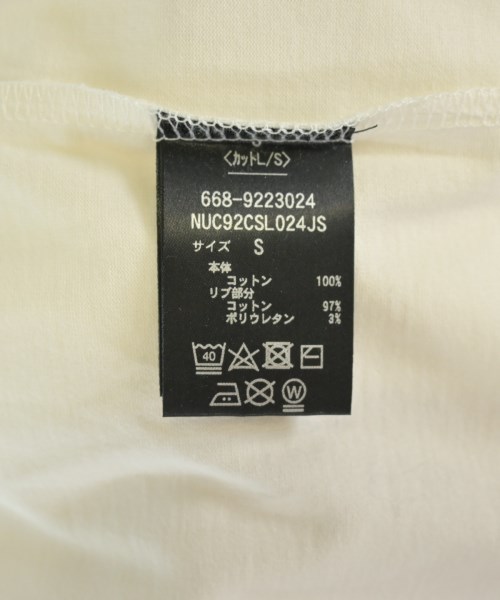 〈カットL/S〉
668-9223024
NUC92CSL024JS
サイズ S
本体
コットン 100%
リブ部分
コットン 97%
ポリウレタン 3%
40
W